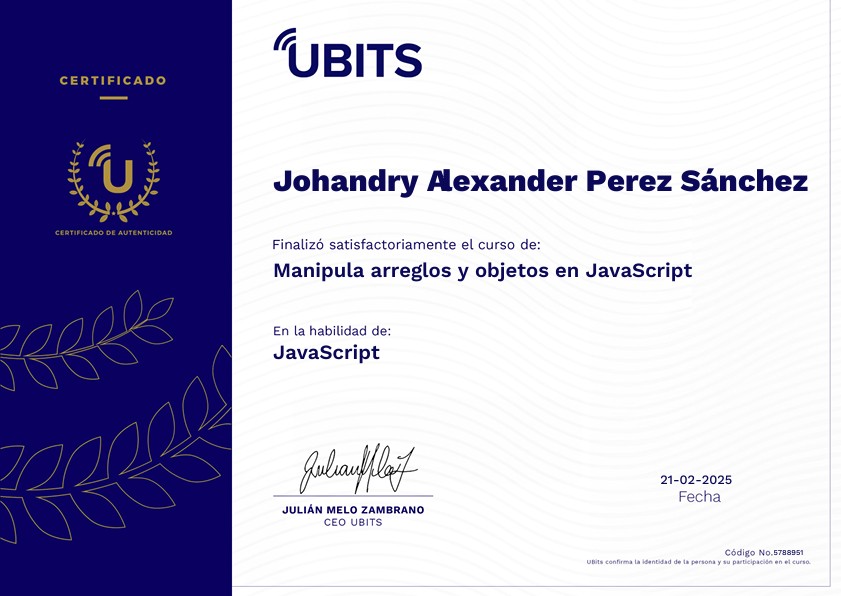 CERTIFICADO
U
CERTIFICADO DE AUTENTICIDAD
UBITS
Johandry Alexander Perez Sánchez
Finalizó satisfactoriamente el curso de:
Manipula arreglos y objetos en JavaScript
En la habilidad de:
JavaScript
JULIÁN MELO ZAMBRANO
CEO UBITS
21-02-2025
Fecha
Código No.5788951
UBits confirma la identidad de la persona y su participación en el curso.